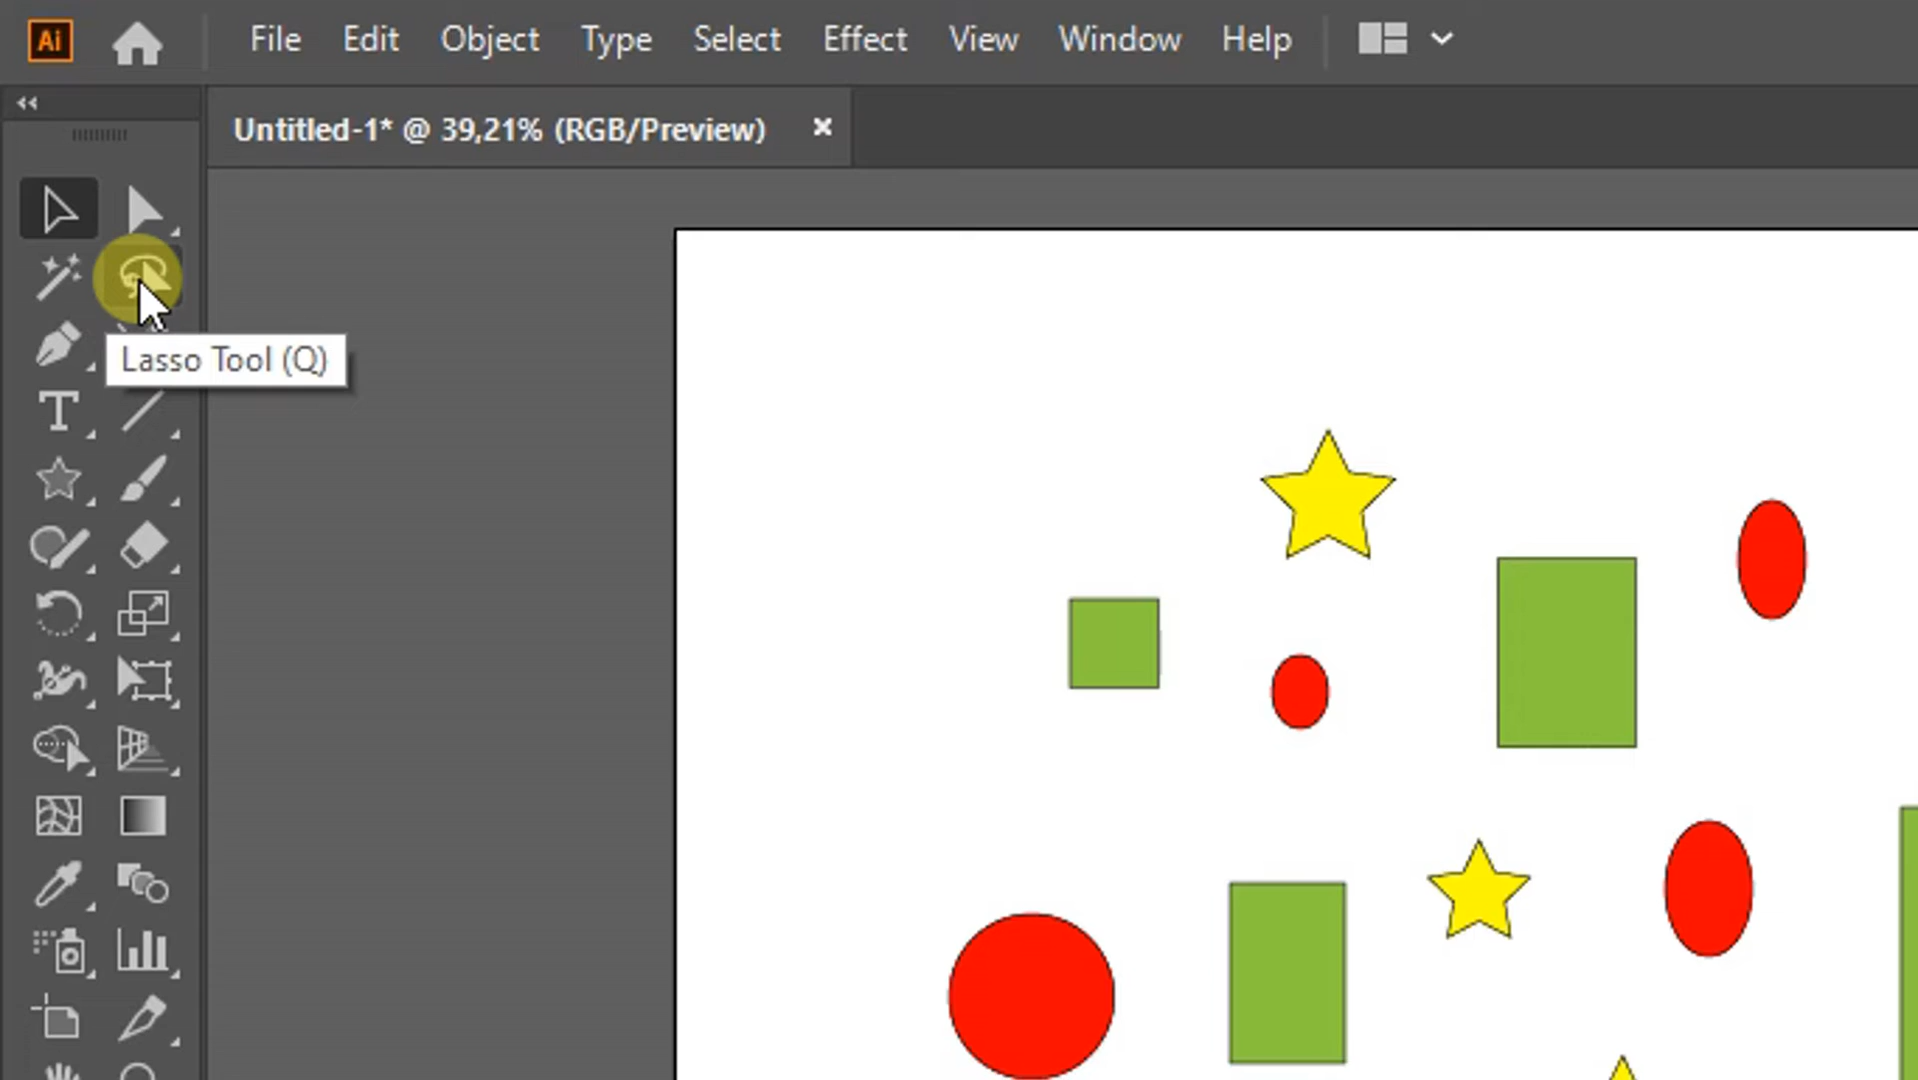 Ai File Edit Object Type Select Effect View Window Help
Untitled-1* @ 39,21% (RGB/Preview)
Lasso Tool (Q)